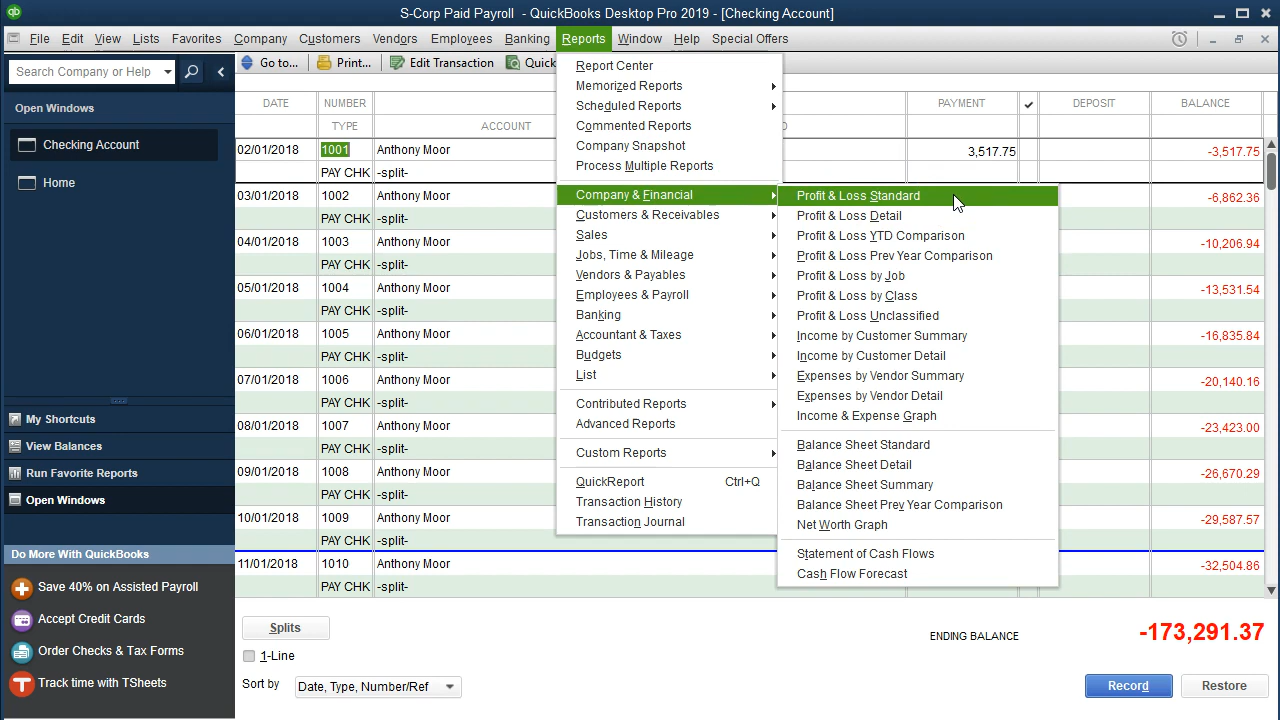 S-Corp Paid Payroll - QuickBooks Desktop Pro 2019 - [Checking Account]
File Edit View Lists Favorites Company Customers Vendors Employees Banking Reports Window Help Special Offers
Search Company or Help
Go to... Print... Edit Transaction Quick
Open Windows
Checking Account
Home
My Shortcuts
View Balances
Run Favorite Reports
Open Windows
Do More With QuickBooks
Save 40% on Assisted Payroll
Accept Credit Cards
Order Checks & Tax Forms
Track time with TSheets
DATE NUMBER PAYMENT ✓ DEPOSIT BALANCE
TYPE ACCOUNT
02/01/2018 1001 Anthony Moor 3,517.75 -3,517.75
PAY CHK -split-
03/01/2018 1002 Anthony Moor -6,862.36
PAY CHK -split-
04/01/2018 1003 Anthony Moor -10,206.94
PAY CHK -split-
05/01/2018 1004 Anthony Moor -13,531.54
PAY CHK -split-
06/01/2018 1005 Anthony Moor -16,835.84
PAY CHK -split-
07/01/2018 1006 Anthony Moor -20,140.16
PAY CHK -split-
08/01/2018 1007 Anthony Moor -23,423.00
PAY CHK -split-
09/01/2018 1008 Anthony Moor -26,670.29
PAY CHK -split-
10/01/2018 1009 Anthony Moor -29,587.57
PAY CHK -split-
11/01/2018 1010 Anthony Moor -32,504.86
PAY CHK -split-
Report Center
Memorized Reports
Scheduled Reports
Commented Reports
Company Snapshot
Process Multiple Reports
Company & Financial
Customers & Receivables
Sales
Jobs, Time & Mileage
Vendors & Payables
Employees & Payroll
Banking
Accountant & Taxes
Budgets
List
Contributed Reports
Advanced Reports
Custom Reports
QuickReport Ctrl+Q
Transaction History
Transaction Journal
Profit & Loss Standard
Profit & Loss Detail
Profit & Loss YTD Comparison
Profit & Loss Prev Year Comparison
Profit & Loss by Job
Profit & Loss by Class
Profit & Loss Unclassified
Income by Customer Summary
Income by Customer Detail
Expenses by Vendor Summary
Expenses by Vendor Detail
Income & Expense Graph
Balance Sheet Standard
Balance Sheet Detail
Balance Sheet Summary
Balance Sheet Prev Year Comparison
Net Worth Graph
Statement of Cash Flows
Cash Flow Forecast
Splits
ENDING BALANCE -173,291.37
1-Line
Sort by Date, Type, Number/Ref
Record Restore